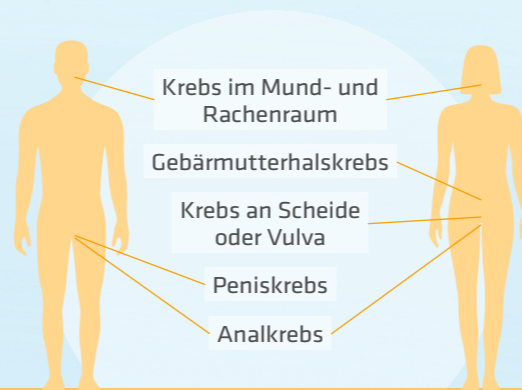 Krebs im Mund- und
Rachenraum
Gebärmutterhalskrebs
Krebs an Scheide
oder Vulva
Peniskrebs
Analkrebs